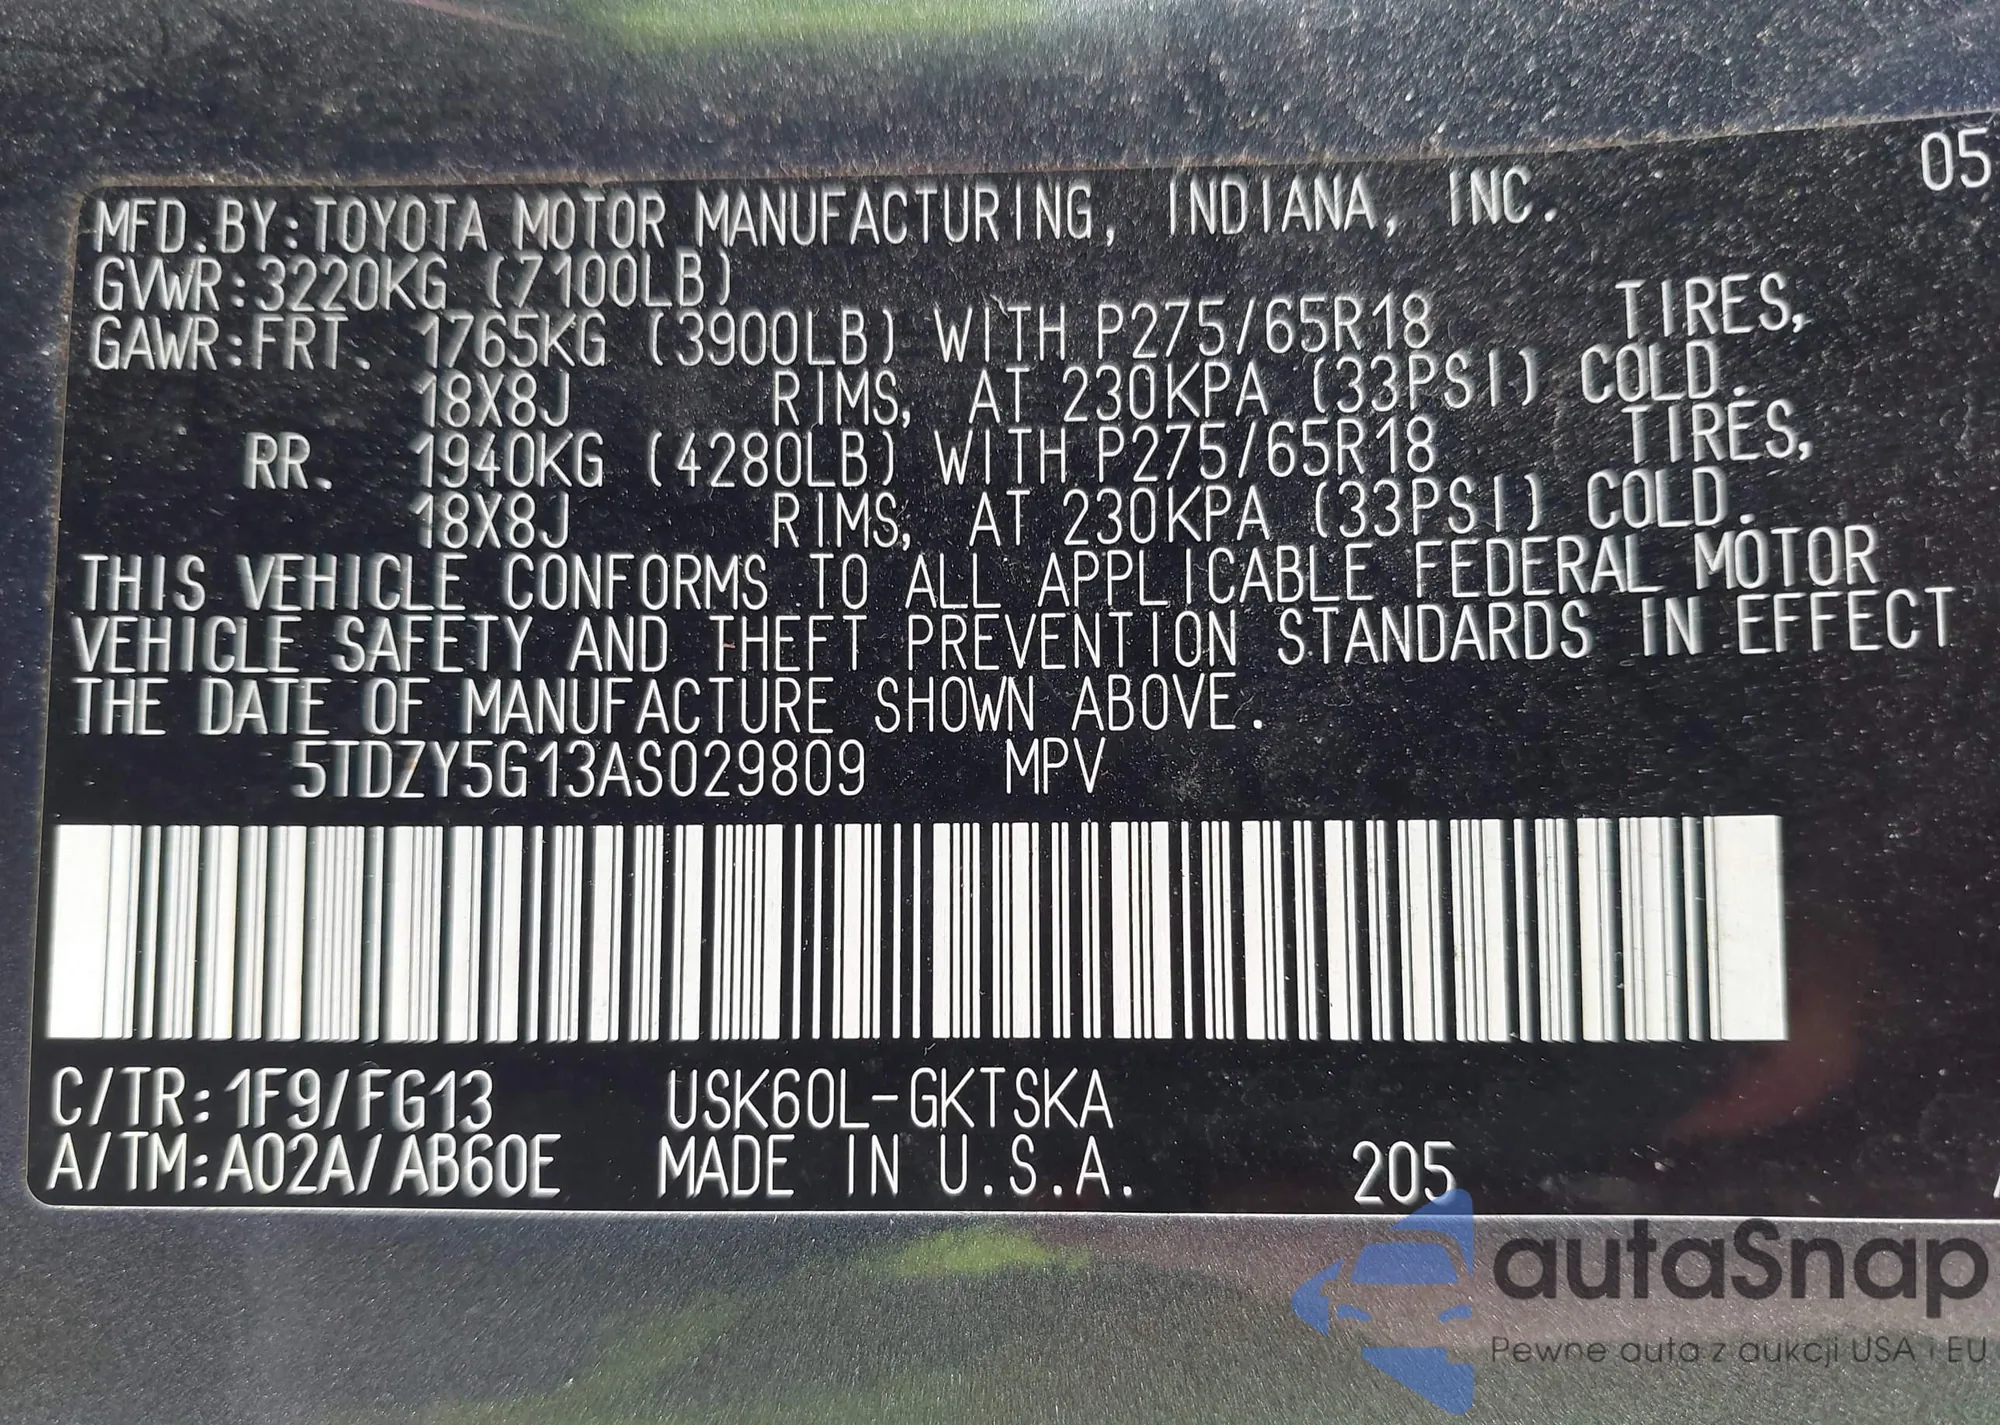 05
MFD.BY:TOYOTA MOTOR MANUFACTURING, INDIANA, INC.
GVWR:3220KG (7100LB)
GAWR:FRT. 1765KG (3900LB) WITH P275/65R18 TIRES,
18X8J RIMS, AT 230KPA (33PSI) COLD.
RR. 1940KG (4280LB) WITH P275/65R18 TIRES,
18X8J RIMS, AT 230KPA (33PSI) COLD.
THIS VEHICLE CONFORMS TO ALL APPLICABLE FEDERAL MOTOR
VEHICLE SAFETY AND THEFT PREVENTION STANDARDS IN EFFECT
THE DATE OF MANUFACTURE SHOWN ABOVE.
5TDZY5G13AS029809 MPV
C/TR:1F9/FG13 USK60L-GKTSKA
A/TM:A02A/AB60E MADE IN U.S.A. 205
autaSnap
Pewne auta z aukcji USA i EU